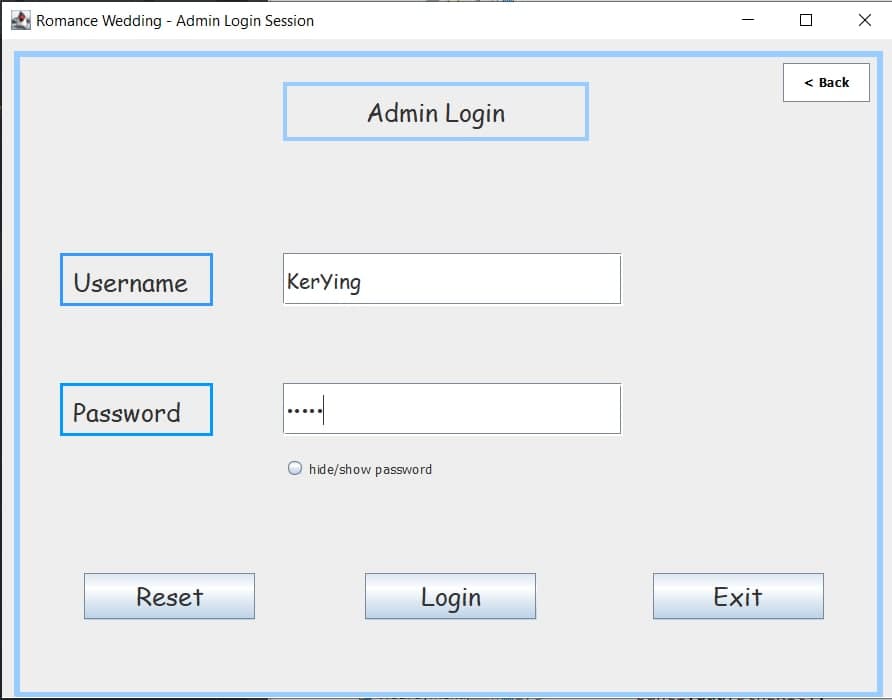 Romance Wedding - Admin Login Session
< Back
Admin Login
Username
KerYing
Password
•••••
hide/show password
Reset
Login
Exit